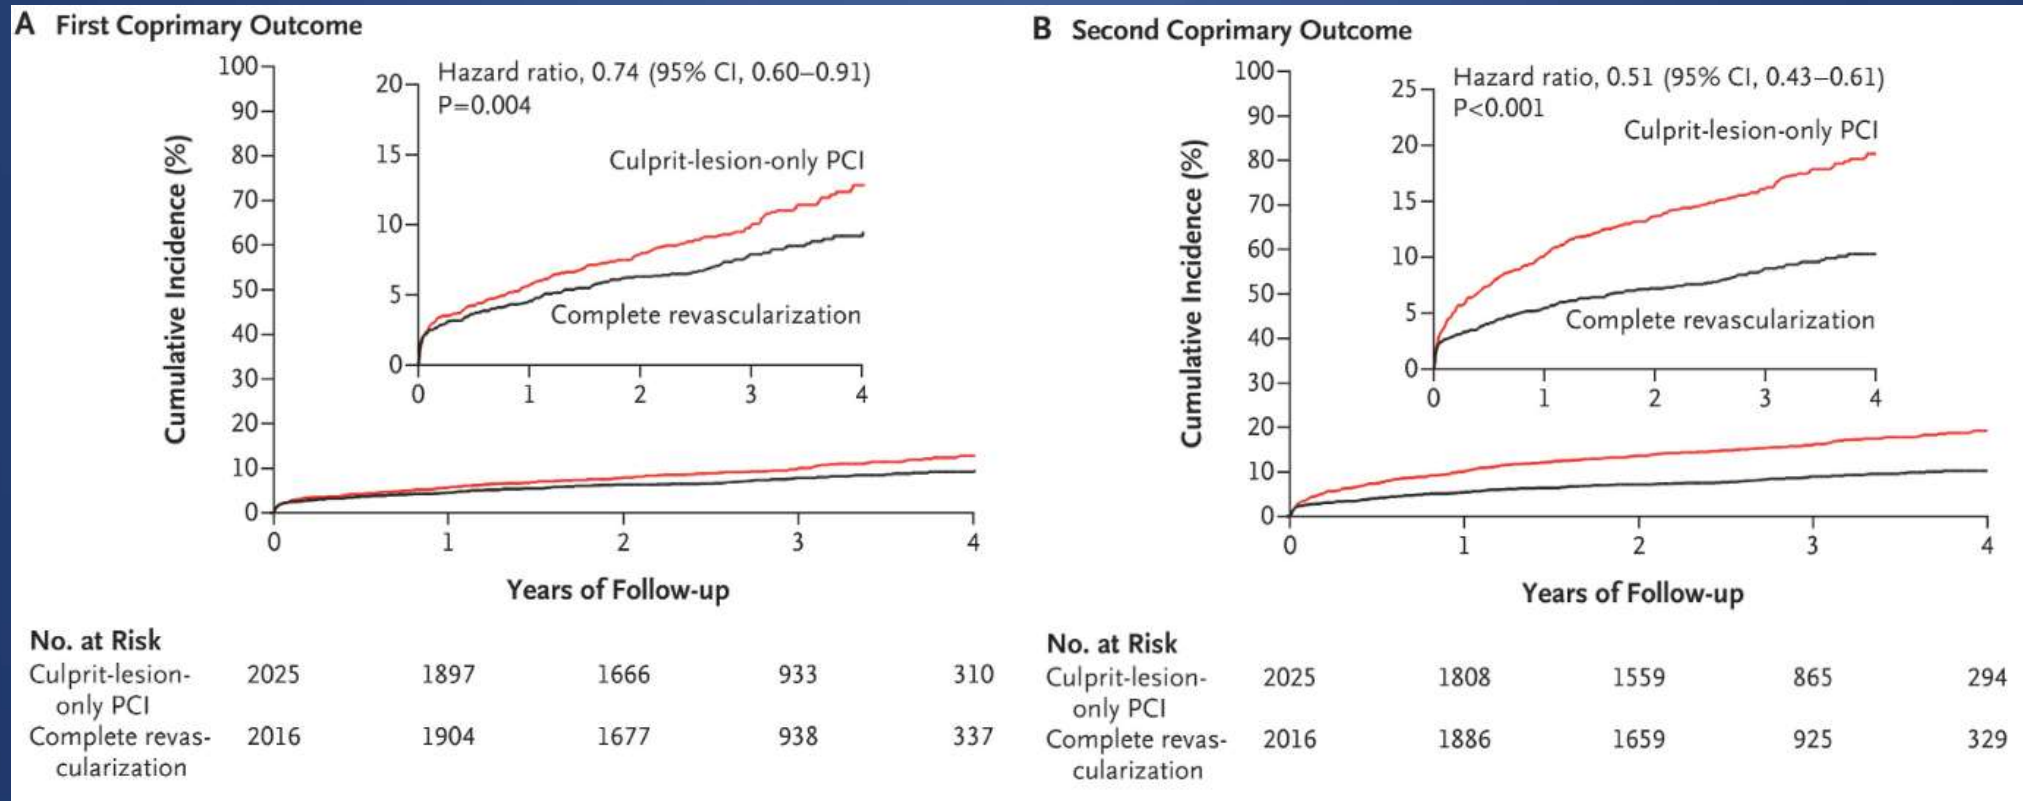 A First Coprimary Outcome
Cumulative Incidence (%)
100
90
80
70
60
50
40
30
20
10
0
0 1 2 3 4
Years of Follow-up
Hazard ratio, 0.74 (95% CI, 0.60–0.91)
P=0.004
20
15
10
5
0
0 1 2 3 4
Culprit-lesion-only PCI
Complete revascularization
No. at Risk
Culprit-lesion-
only PCI
2025 1897 1666 933 310
Complete revas-
cularization
2016 1904 1677 938 337
B Second Coprimary Outcome
Cumulative Incidence (%)
100
90
80
70
60
50
40
30
20
10
0
0 1 2 3 4
Years of Follow-up
Hazard ratio, 0.51 (95% CI, 0.43–0.61)
P<0.001
25
20
15
10
5
0
0 1 2 3 4
Culprit-lesion-only PCI
Complete revascularization
No. at Risk
Culprit-lesion-
only PCI
2025 1808 1559 865 294
Complete revas-
cularization
2016 1886 1659 925 329